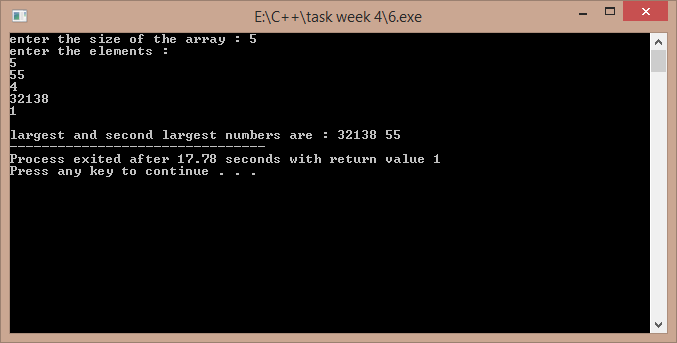 E:\C++\task week 4\6.exe
enter the size of the array : 5
enter the elements :
5
55
4
32138
1
largest and second largest numbers are : 32138 55
--------------------------------
Process exited after 17.78 seconds with return value 1
Press any key to continue . . .